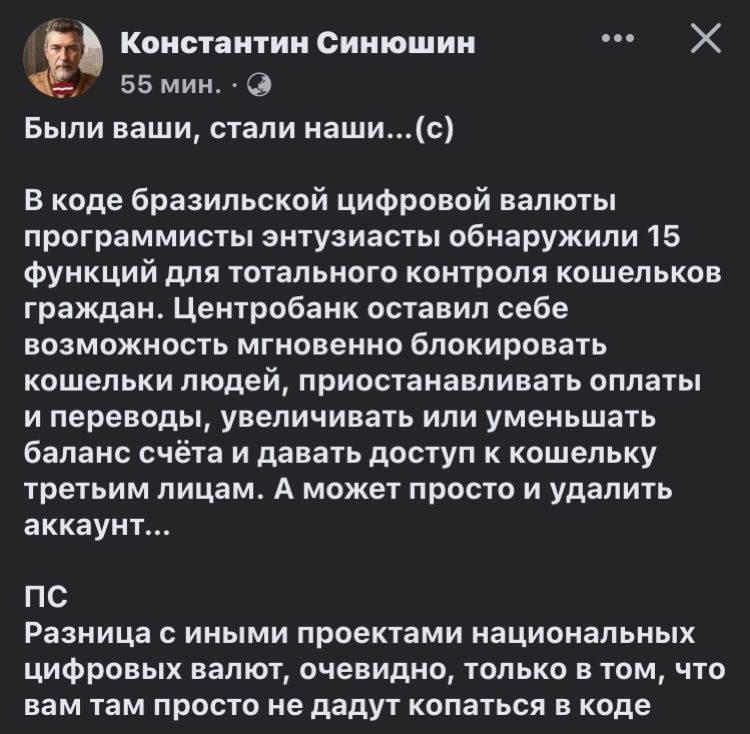 Константин Синюшин
55 мин. ·
Были ваши, стали наши...(с)
В коде бразильской цифровой валюты
программисты энтузиасты обнаружили 15
функций для тотального контроля кошельков
граждан. Центробанк оставил себе
возможность мгновенно блокировать
кошельки людей, приостанавливать оплаты
и переводы, увеличивать или уменьшать
баланс счёта и давать доступ к кошельку
третьим лицам. А может просто и удалить
аккаунт...
ПС
Разница с иными проектами национальных
цифровых валют, очевидно, только в том, что
вам там просто не дадут копаться в коде